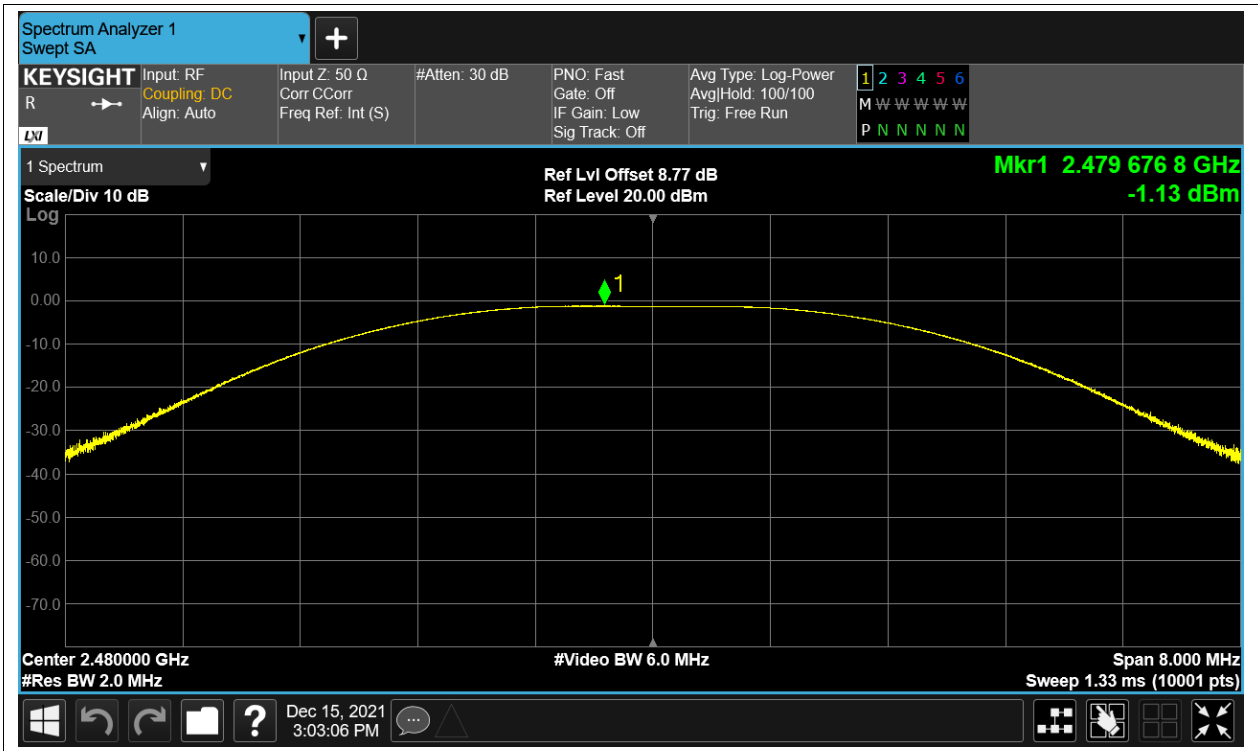 Spectrum Analyzer 1
Swept SA
KEYSIGHT
R
LXI
Input: RF
Coupling: DC
Align: Auto
Input Z: 50 Ω
Corr CCorr
Freq Ref: Int (S)
#Atten: 30 dB
PNO: Fast
Gate: Off
IF Gain: Low
Sig Track: Off
Avg Type: Log-Power
Avg|Hold: 100/100
Trig: Free Run
1 2 3 4 5 6
M W W W W W W
P N N N N N N
1 Spectrum
Scale/Div 10 dB
Log
Ref Lvl Offset 8.77 dB
Ref Level 20.00 dBm
Mkr1 2.479 676 8 GHz
-1.13 dBm
1
10.0
0.00
-10.0
-20.0
-30.0
-40.0
-50.0
-60.0
-70.0
Center 2.480000 GHz
#Res BW 2.0 MHz
#Video BW 6.0 MHz
Span 8.000 MHz
Sweep 1.33 ms (10001 pts)
?
Dec 15, 2021
3:03:06 PM